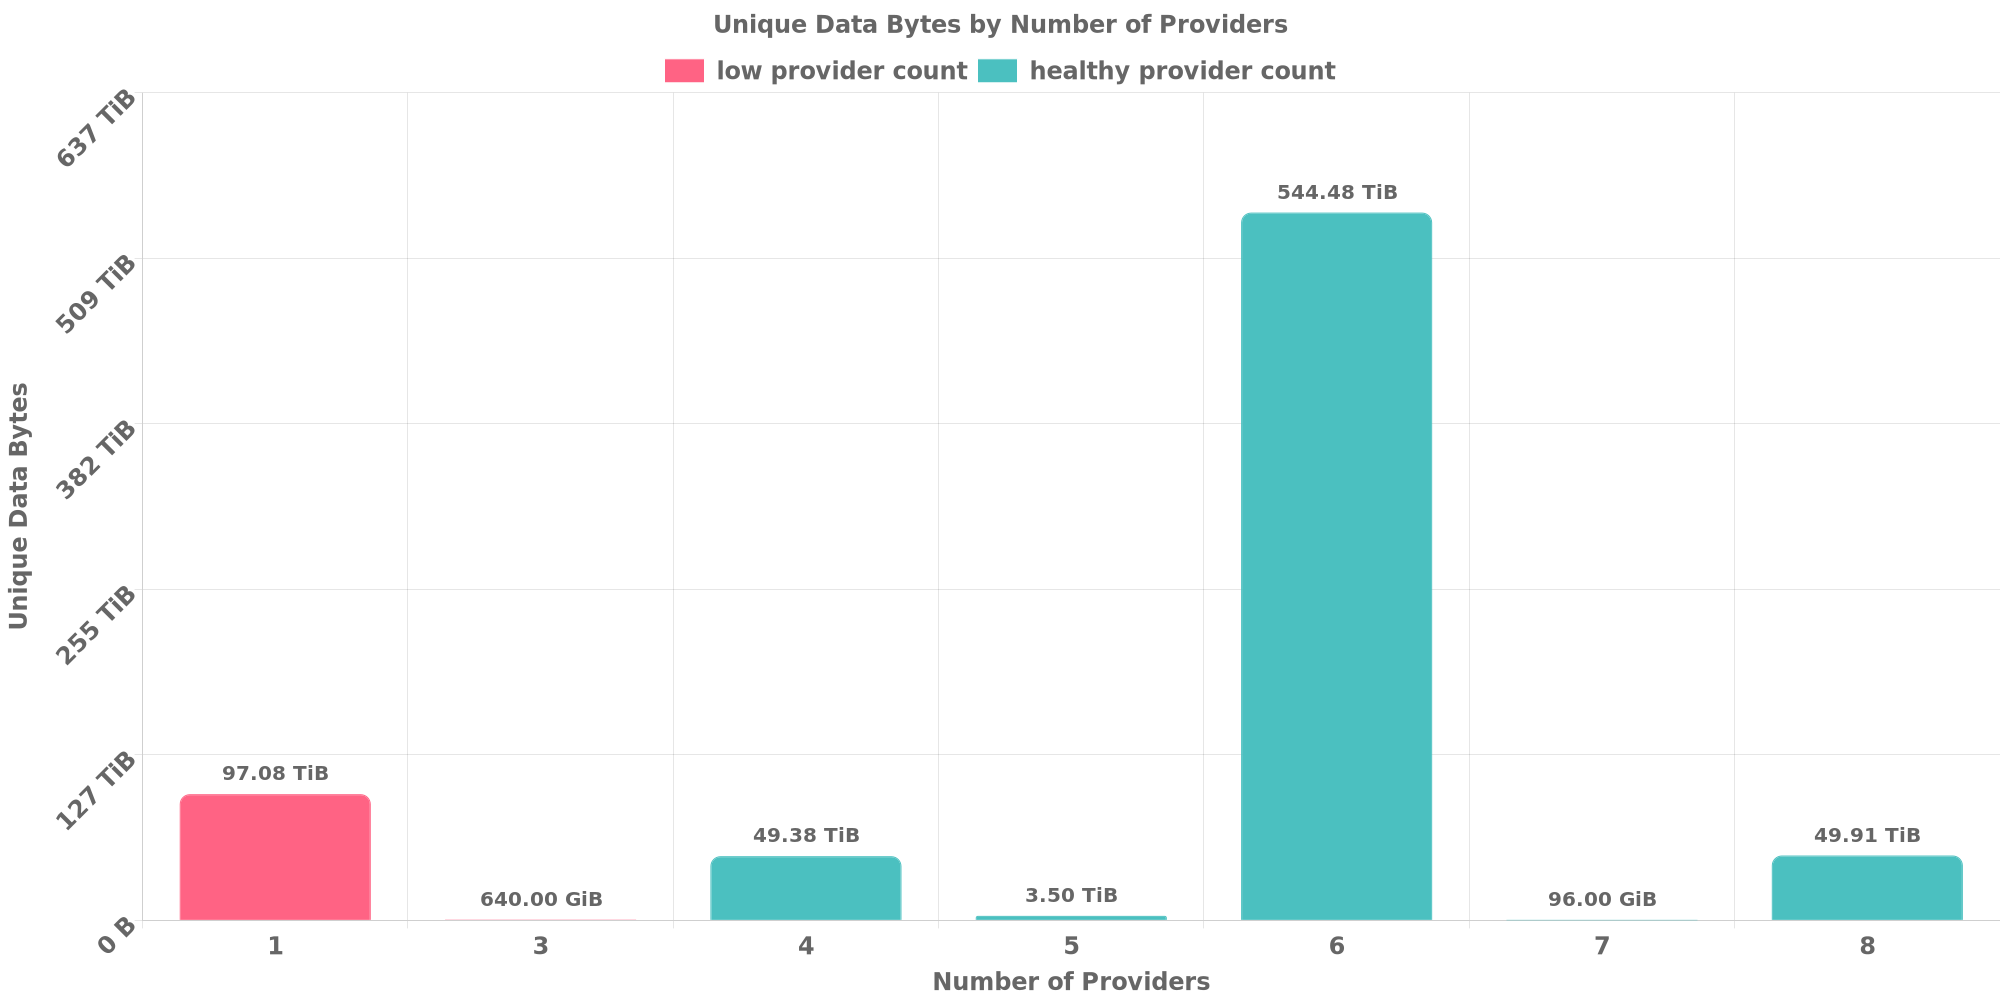 Unique Data Bytes by Number of Providers
low provider count healthy provider count
637 TiB
509 TiB
382 TiB
255 TiB
127 TiB
0 B
Unique Data Bytes
97.08 TiB
640.00 GiB
49.38 TiB
3.50 TiB
544.48 TiB
96.00 GiB
49.91 TiB
1 3 4 5 6 7 8
Number of Providers